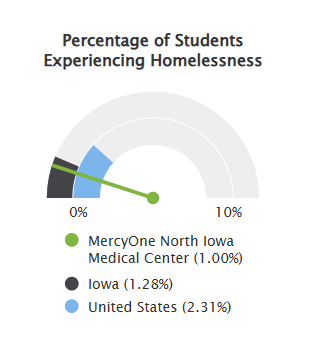 Percentage of Students
Experiencing Homelessness
0%
10%
MercyOne North Iowa
Medical Center (1.00%)
Iowa (1.28%)
United States (2.31%)